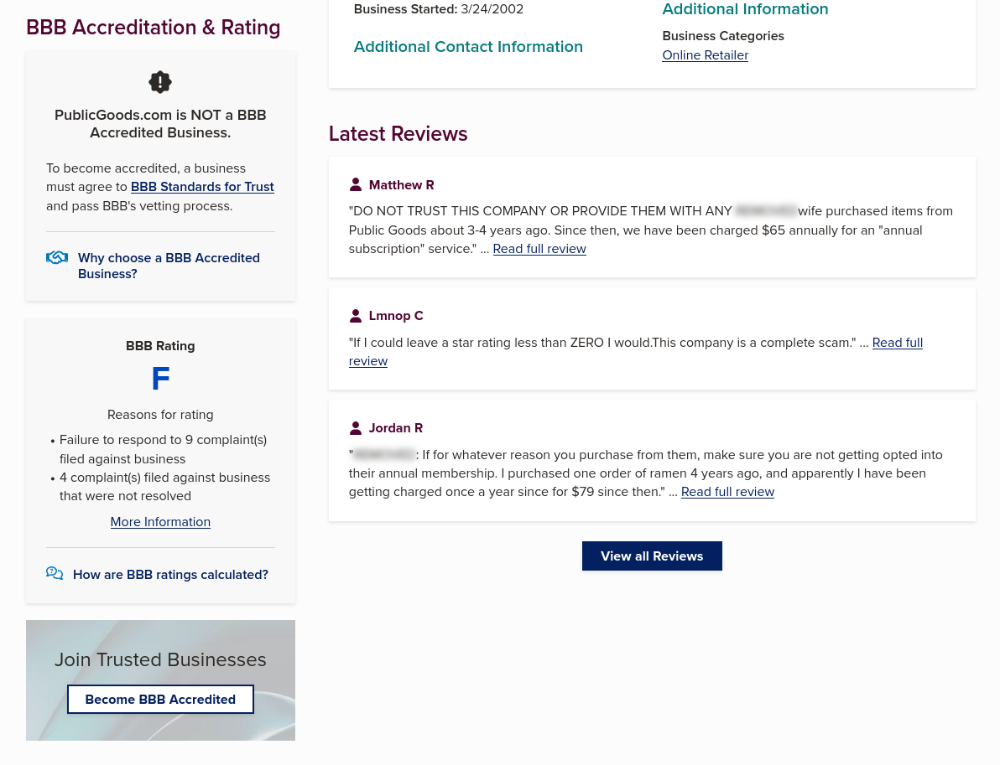 BBB Accreditation & Rating
PublicGoods.com is NOT a BBB
Accredited Business.
To become accredited, a business
must agree to BBB Standards for Trust
and pass BBB's vetting process.
Why choose a BBB Accredited
Business?
BBB Rating
F
Reasons for rating
• Failure to respond to 9 complaint(s)
filed against business
• 4 complaint(s) filed against business
that were not resolved
More Information
How are BBB ratings calculated?
Join Trusted Businesses
Become BBB Accredited
Business Started: 3/24/2002
Additional Contact Information
Additional Information
Business Categories
Online Retailer
Latest Reviews
Matthew R
"DO NOT TRUST THIS COMPANY OR PROVIDE THEM WITH ANY wife purchased items from
Public Goods about 3-4 years ago. Since then, we have been charged $65 annually for an "annual
subscription" service." ... Read full review
Lmnop C
"If I could leave a star rating less than ZERO I would.This company is a complete scam." ... Read full
review
Jordan R
": If for whatever reason you purchase from them, make sure you are not getting opted into
their annual membership. I purchased one order of ramen 4 years ago, and apparently I have been
getting charged once a year since for $79 since then." ... Read full review
View all Reviews